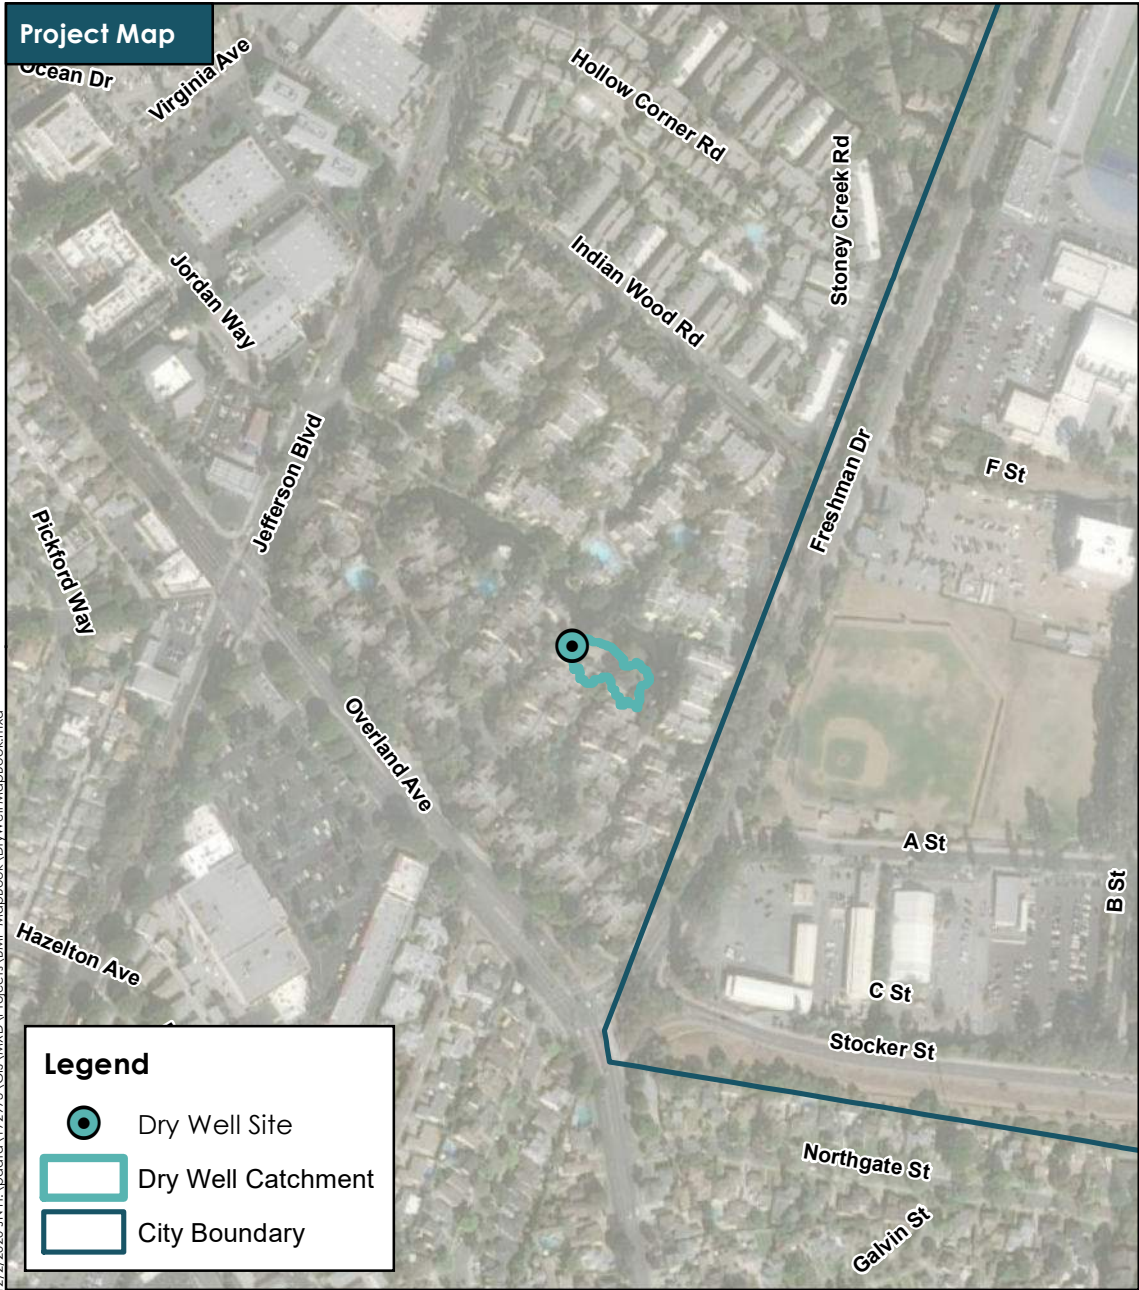 Project Map
Ocean Dr
Virginia Ave
Hollow Corner Rd
Stoney Creek Rd
Indian Wood Rd
Jordan Way
Jefferson Blvd
Freshman Dr
F St
Pickford Way
Overland Ave
A St
B St
Hazelton Ave
C St
Stocker St
Northgate St
Galvin St
Legend
Dry Well Site
Dry Well Catchment
City Boundary